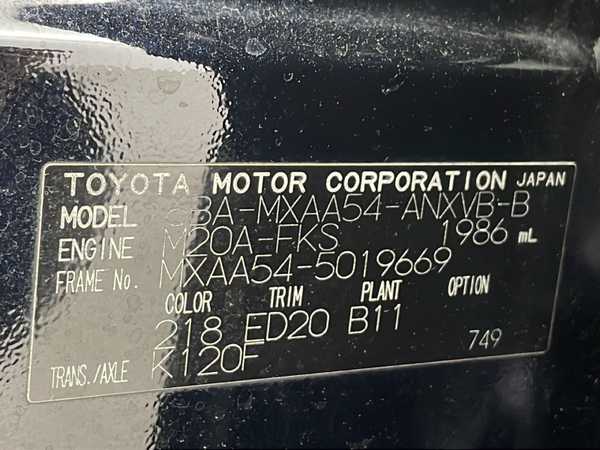 TOYOTA MOTOR CORPORATION JAPAN
MODEL 6BA-MXAA54-ANXVB-B
ENGINE M20A-FKS 1986 mL
FRAME No. MXAA54-5019669
COLOR TRIM PLANT OPTION
218 ED20 B11
TRANS./AXLE K120F 749